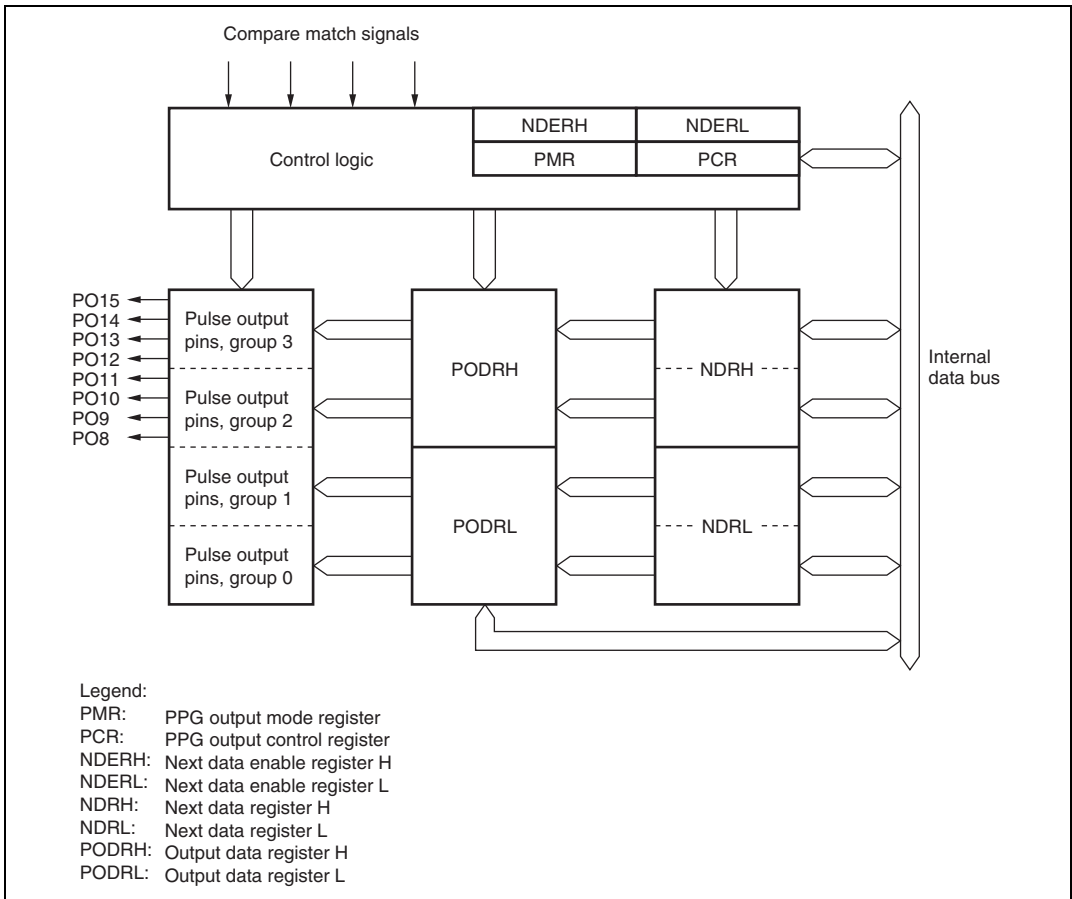 Compare match signals
Control logic
NDERH
NDERL
PMR
PCR
PO15
PO14
PO13
PO12
PO11
PO10
PO9
PO8
Pulse output
pins, group 3
Pulse output
pins, group 2
Pulse output
pins, group 1
Pulse output
pins, group 0
PODRH
PODRL
NDRH
NDRL
Internal
data bus
Legend:
PMR: PPG output mode register
PCR: PPG output control register
NDERH: Next data enable register H
NDERL: Next data enable register L
NDRH: Next data register H
NDRL: Next data register L
PODRH: Output data register H
PODRL: Output data register L